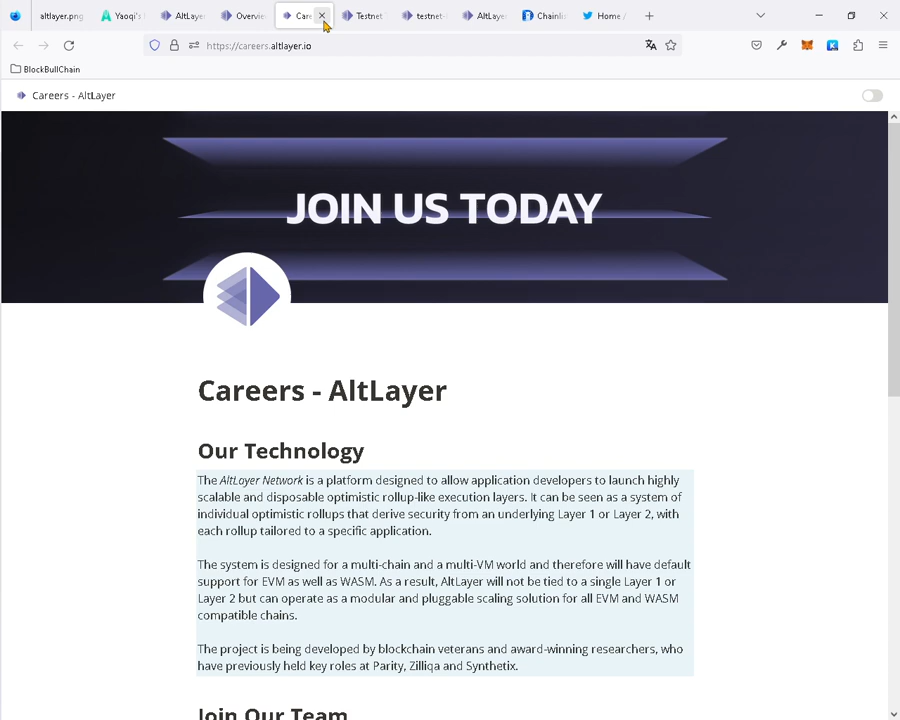 altlayer.png
Yaoqi's
AltLaye
Overvie
Care
Testnet
testnet-
AltLaye
Chainlis
Home /
https://careers.altlayer.io
BlockBullChain
Careers - AltLayer
JOIN US TODAY
Careers - AltLayer
Our Technology
The AltLayer Network is a platform designed to allow application developers to launch highly
scalable and disposable optimistic rollup-like execution layers. It can be seen as a system of
individual optimistic rollups that derive security from an underlying Layer 1 or Layer 2, with
each rollup tailored to a specific application.
The system is designed for a multi-chain and a multi-VM world and therefore will have default
support for EVM as well as WASM. As a result, AltLayer will not be tied to a single Layer 1 or
Layer 2 but can operate as a modular and pluggable scaling solution for all EVM and WASM
compatible chains.
The project is being developed by blockchain veterans and award-winning researchers, who
have previously held key roles at Parity, Zilliqa and Synthetix.
Join Our Team